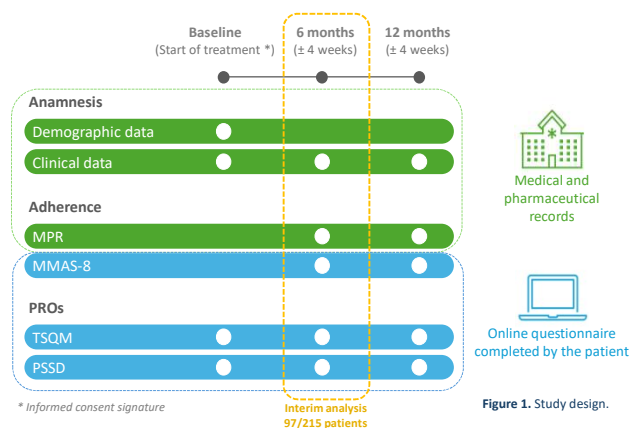 Baseline
(Start of treatment *)
6 months
(± 4 weeks)
12 months
(± 4 weeks)
Anamnesis
Demographic data
Clinical data
Adherence
MPR
MMAS-8
PROs
TSQM
PSSD
Medical and
pharmaceutical
records
Online questionnaire
completed by the patient
* Informed consent signature
Interim analysis
97/215 patients
Figure 1. Study design.